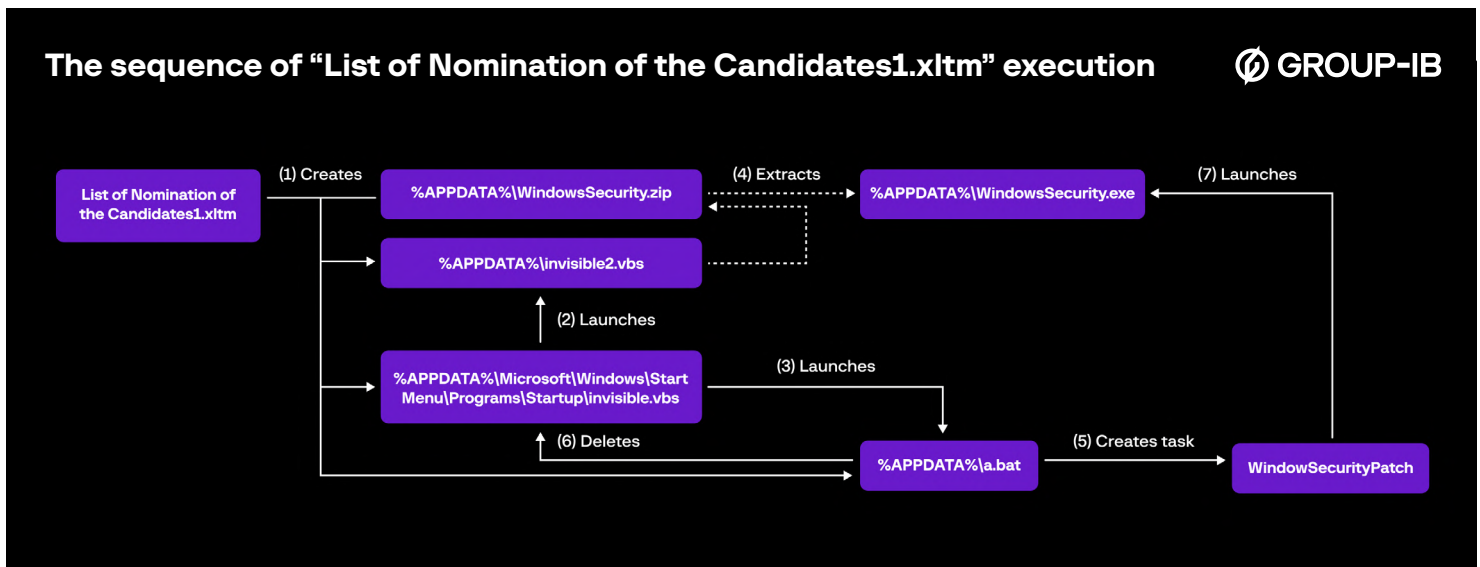 The sequence of “List of Nomination of the Candidates1.xltm” execution
GROUP-IB
List of Nomination of
the Candidates1.xltm
(1) Creates
%APPDATA%\WindowsSecurity.zip
(4) Extracts
%APPDATA%\WindowsSecurity.exe
(7) Launches
%APPDATA%\invisible2.vbs
(2) Launches
%APPDATA%\Microsoft\Windows\Start
Menu\Programs\Startup\invisible.vbs
(3) Launches
(6) Deletes
%APPDATA%\a.bat
(5) Creates task
WindowSecurityPatch